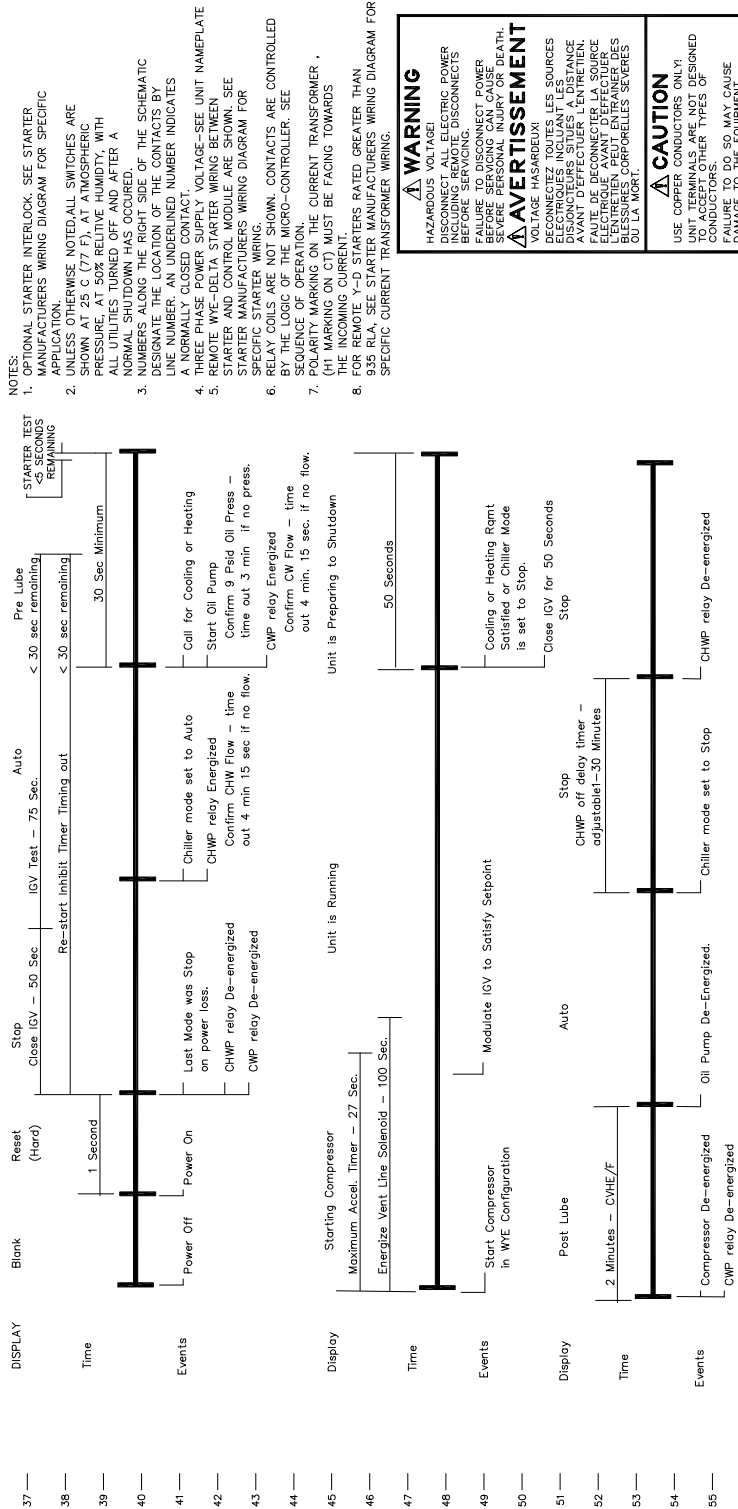 37
38
39
40
41
42
43
44
45
46
47
48
49
50
51
52
53
54
55
DISPLAY
Blank
Reset
(Hard)
Stop
Auto
Pre Lube
STARTER TEST
<5 SECONDS
REMAINING
Close IGV – 50 Sec
IGV Test – 75 Sec.
< 30 sec remaining
Re–start Inhibit Timer Timing out
< 30 sec remaining
Time
1 Second
30 Sec Minimum
Events
Power Off
Power On
Last Mode was Stop
on power loss.
CHWP relay De–energized
CWP relay De–energized
Chiller mode set to Auto
CHWP relay Energized
Confirm CHW Flow – time
out 4 min 15 sec if no flow.
Call for Cooling or Heating
Start Oil Pump
Confirm 9 Psid Oil Press –
time out 3 min  if no press.
CWP relay Energized
Confirm CW Flow – time
out 4 min. 15 sec. if no flow.
Display
Starting Compressor
Unit is Running
Unit is Preparing to Shutdown
Maximum Accel. Timer – 27 Sec.
Energize Vent Line Solenoid – 100 Sec.
Time
50 Seconds
Events
Start Compressor
in WYE Configuration
Modulate IGV to Satisfy Setpoint
Cooling or Heating Rqmt
Satisfied or Chiller Mode
is set to Stop.
Close IGV for 50 Seconds
Display
Post Lube
Auto
Stop
Stop
Time
2 Minutes – CVHE/F
CHWP off delay timer –
adjustable1–30 Minutes
Events
Compressor De–energized
CWP relay De–energized
Oil Pump De–Energized.
Chiller mode set to Stop
CHWP relay De–energized
NOTES:
1. OPTIONAL STARTER INTERLOCK. SEE STARTER
MANUFACTURERS WIRING DIAGRAM FOR SPECIFIC
APPLICATION.
2. UNLESS OTHERWISE NOTED,ALL SWITCHES ARE
SHOWN AT 25 C (77 F), AT ATMOSPHERIC
PRESSURE, AT 50% RELITIVE HUMIDITY, WITH
ALL UTILITIES TURNED OFF AND AFTER A
NORMAL SHUTDOWN HAS OCCURED.
3. NUMBERS ALONG THE RIGHT SIDE OF THE SCHEMATIC
DESIGNATE THE LOCATION OF THE CONTACTS BY
LINE NUMBER. AN UNDERLINED NUMBER INDICATES
A NORMALLY CLOSED CONTACT.
4. THREE PHASE POWER SUPPLY VOLTAGE–SEE UNIT NAMEPLATE
5. REMOTE WYE–DELTA STARTER WIRING BETWEEN
STARTER AND CONTROL MODULE ARE SHOWN. SEE
STARTER MANUFACTURERS WIRING DIAGRAM FOR
SPECIFIC STARTER WIRING.
6. RELAY COILS ARE NOT SHOWN. CONTACTS ARE CONTROLLED
BY THE LOGIC OF THE MICRO–CONTROLLER. SEE
SEQUENCE OF OPERATION.
7. POLARITY MARKING ON THE CURRENT TRANSFORMER ,
(H1 MARKING ON CT) MUST BE FACING TOWARDS
THE INCOMING CURRENT.
8. FOR REMOTE Y–D STARTERS RATED GREATER THAN
935 RLA, SEE STARTER MANUFACTURERS WIRING DIAGRAM FOR
SPECIFIC CURRENT TRANSFORMER WIRING.
WARNING
HAZARDOUS VOLTAGE!
DISCONNECT ALL ELECTRIC POWER
INCLUDING REMOTE DISCONNECTS
BEFORE SERVICING.
FAILURE TO DISCONNECT POWER
BEFORE SERVICING CAN CAUSE
SEVERE PERSONAL INJURY OR DEATH.
AVERTISSEMENT
VOLTAGE HASARDEUX!
DECONNECTEZ TOUTES LES SOURCES
ELECTRIQUES INCLUANT LES
DISJONCTEURS SITUES A DISTANCE
AVANT D'EFFECTUER L'ENTRETIEN.
FAUTE DE DECONNECTER LA SOURCE
ELECTRIQUE AVANT D'EFFECTUER
L'ENTRETIEN PEUT ENTRAINER DES
BLESSURES CORPORELLES SEVERES
OU LA MORT.
CAUTION
USE COPPER CONDUCTORS ONLY!
UNIT TERMINALS ARE NOT DESIGNED
TO ACCEPT OTHER TYPES OF
CONDUCTORS.
FAILURE TO DO SO MAY CAUSE
DAMAGE TO THE EQUIPMENT.